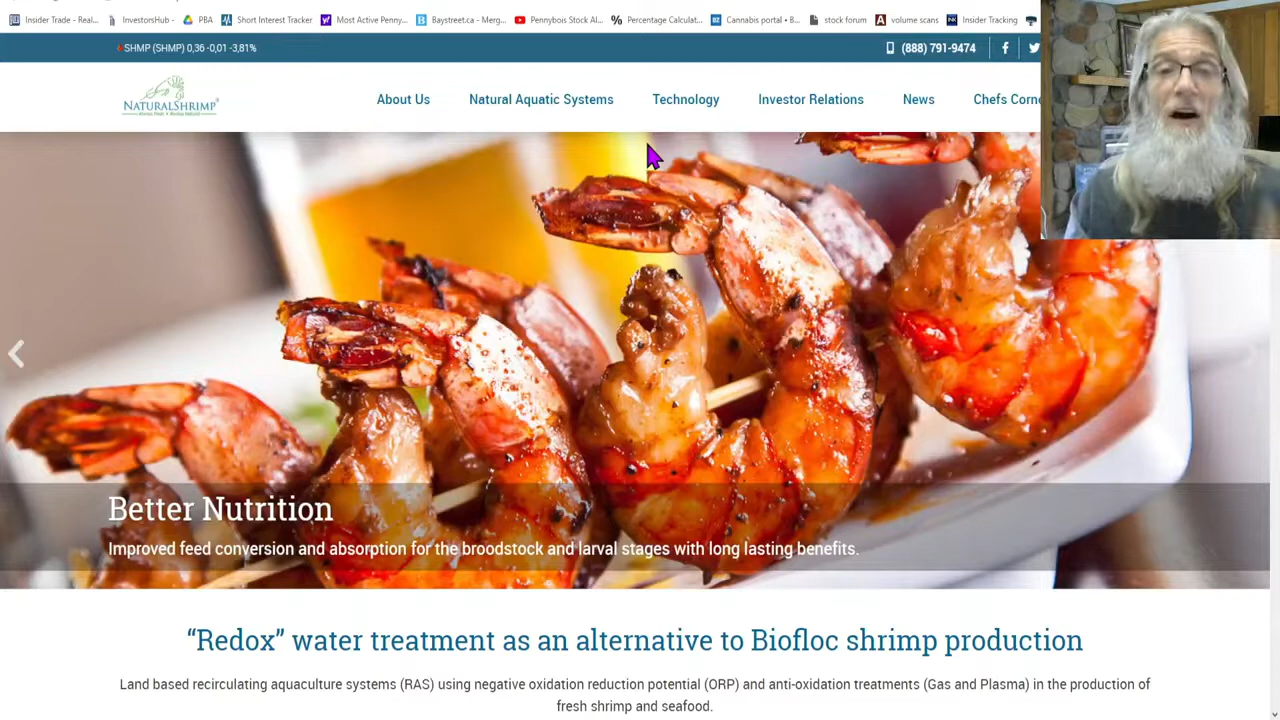 Insider Trade - Real...
InvestorsHub -
PBA
Short Interest Tracker
Most Active Penny...
Baystreet.ca - Merg...
Pennybois Stock Al...
Percentage Calculat...
Cannabis portal • B...
stock forum
volume scans
Insider Tracking
SHMP (SHMP) 0,36 -0,01 -3,81%
(888) 791-9474
NATURALSHRIMP
About Us
Natural Aquatic Systems
Technology
Investor Relations
News
Chefs Corne
Better Nutrition
Improved feed conversion and absorption for the broodstock and larval stages with long lasting benefits.
“Redox” water treatment as an alternative to Biofloc shrimp production
Land based recirculating aquaculture systems (RAS) using negative oxidation reduction potential (ORP) and anti-oxidation treatments (Gas and Plasma) in the production of
fresh shrimp and seafood.